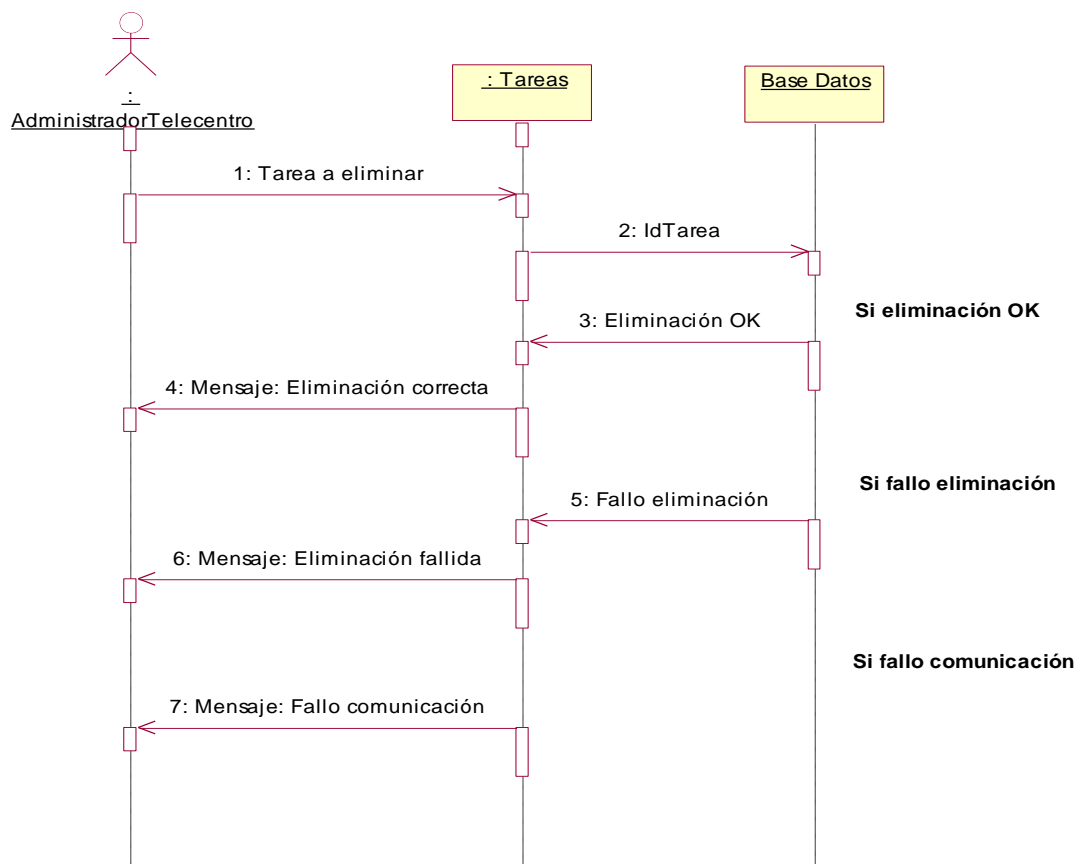 :
AdministradorTelecentro
: Tareas
Base Datos
1: Tarea a eliminar
2: IdTarea
Si eliminación OK
3: Eliminación OK
4: Mensaje: Eliminación correcta
Si fallo eliminación
5: Fallo eliminación
6: Mensaje: Eliminación fallida
Si fallo comunicación
7: Mensaje: Fallo comunicación